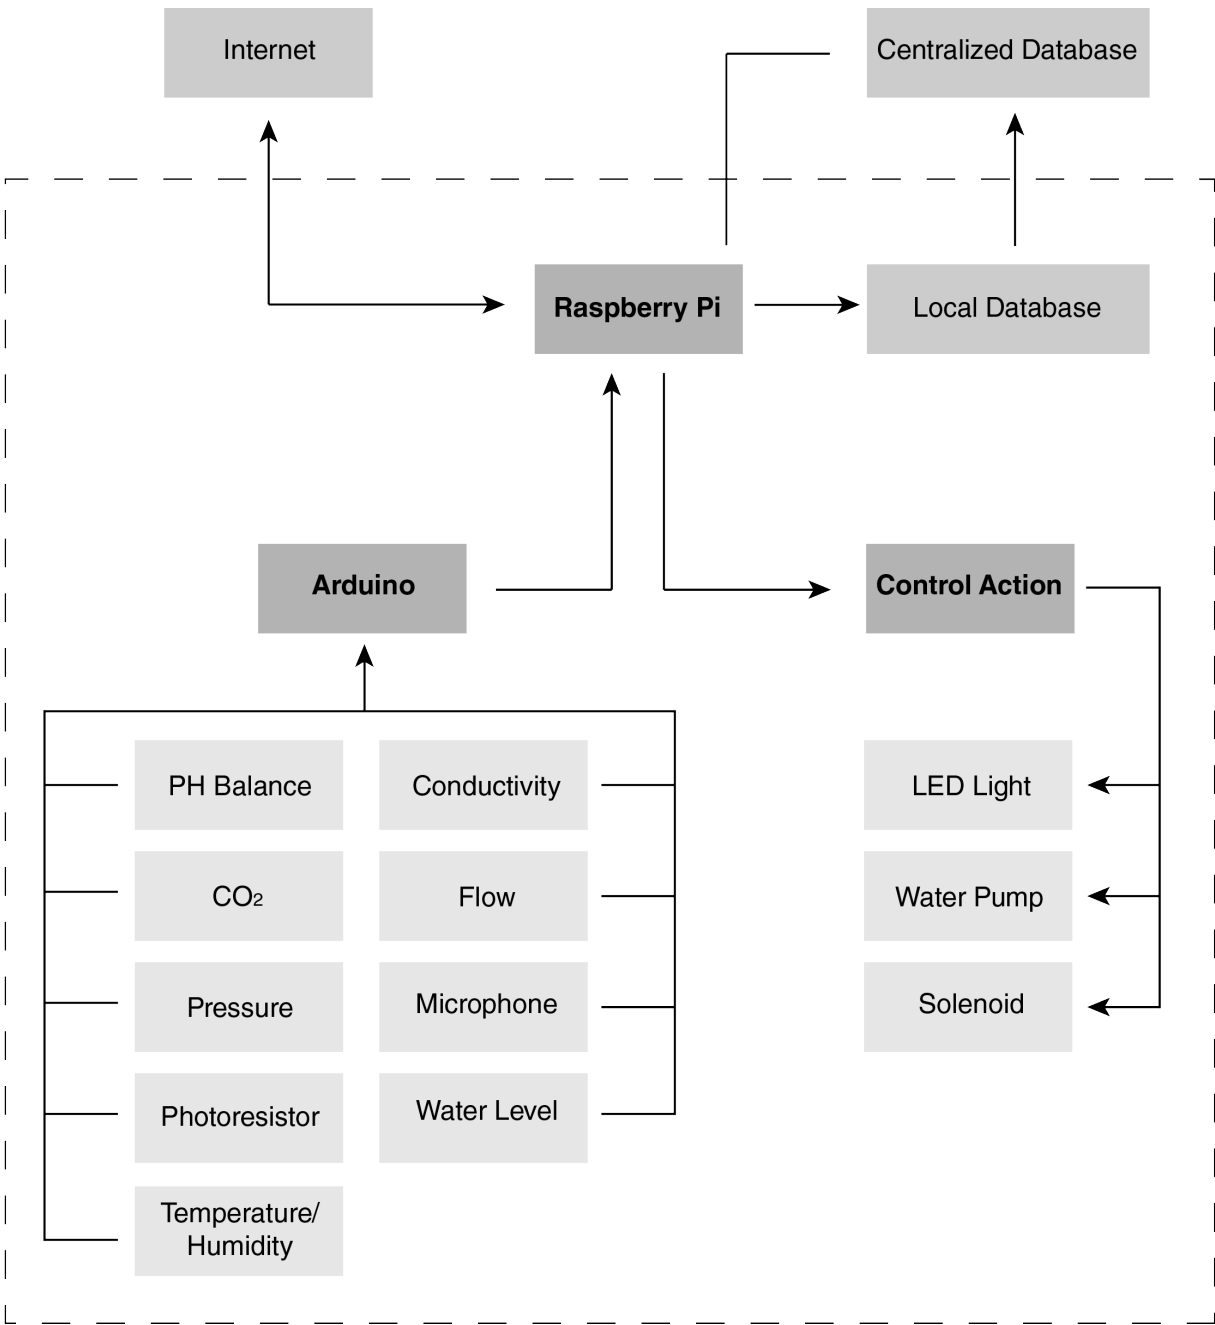 Internet
Centralized Database
Raspberry Pi
Local Database
Arduino
Control Action
PH Balance
Conductivity
LED Light
CO₂
Flow
Water Pump
Pressure
Microphone
Solenoid
Photoresistor
Water Level
Temperature/
Humidity